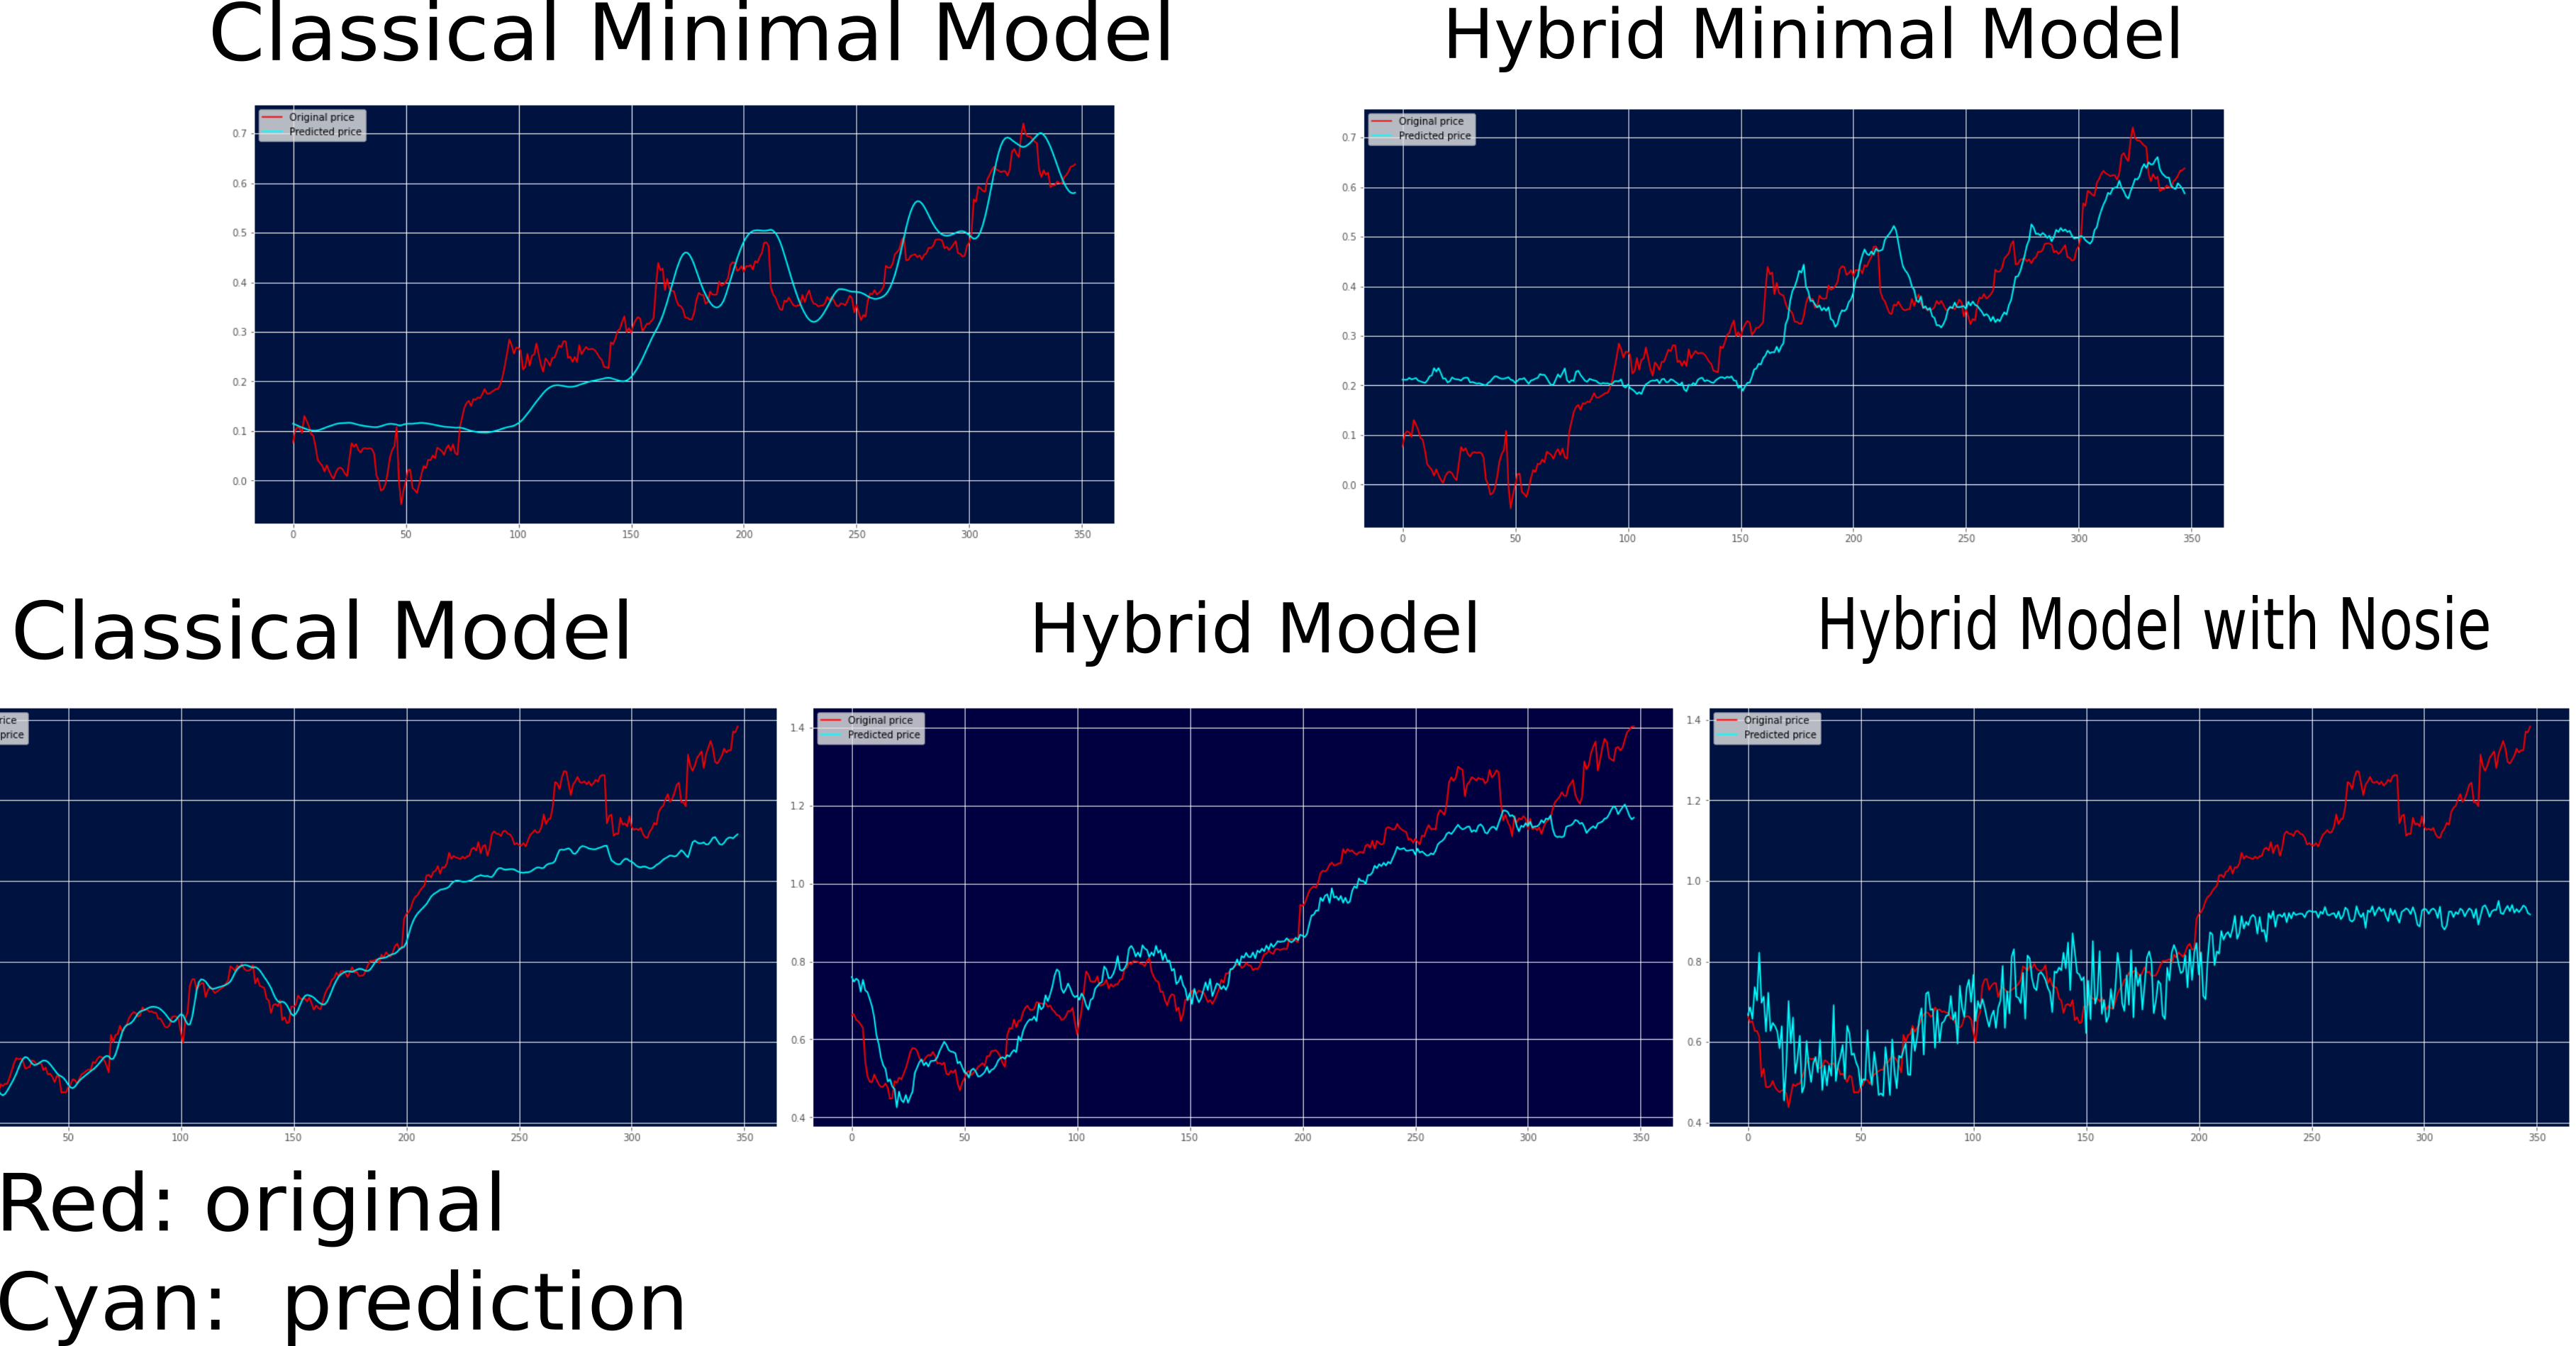 Classical Minimal Model
Hybrid Minimal Model
Original price
Predicted price
0.7
0.6
0.5
0.4
0.3
0.2
0.1
0.0
0 50 100 150 200 250 300 350
Original price
Predicted price
0.7
0.6
0.5
0.4
0.3
0.2
0.1
0.0
0 50 100 150 200 250 300 350
Classical Model
Hybrid Model
Hybrid Model with Nosie
rice
price
50 100 150 200 250 300 350
Original price
Predicted price
1.4
1.2
1.0
0.8
0.6
0.4
0 50 100 150 200 250 300 350
Original price
Predicted price
1.4
1.2
1.0
0.8
0.6
0.4
0 50 100 150 200 250 300 350
Red: original
Cyan: prediction